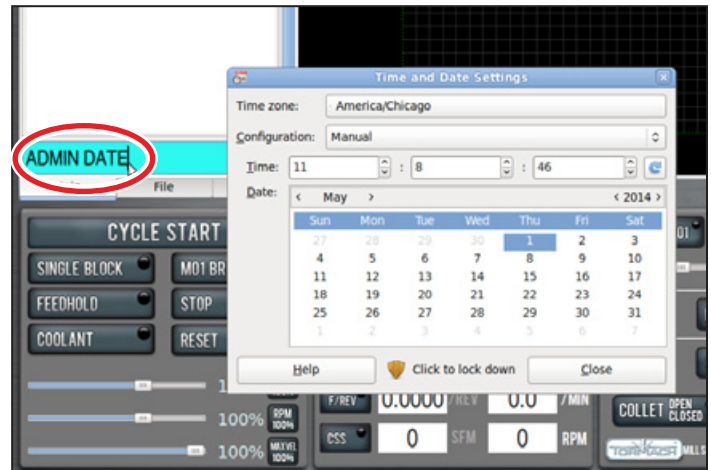 Time and Date Settings
Time zone: America/Chicago
Configuration: Manual
ADMIN DATE
Time: 11 : 8 : 46
File
Date: ‹ May › ‹ 2014 ›
Sun Mon Tue Wed Thu Fri Sat
27 28 29 30 1 2 3
4 5 6 7 8 9 10
11 12 13 14 15 16 17
18 19 20 21 22 23 24
25 26 27 28 29 30 31
1 2 3 4 5 6 7
Help Click to lock down Close
CYCLE START
SINGLE BLOCK M01 BR
FEEDHOLD STOP
COOLANT RESET
01
100% RPM 100%
100% MAXVEL 100%
F/REV 0.0000 /REV 0.0 /MIN
CSS 0 SFM 0 RPM
COLLET OPEN CLOSED
TORMACH MILLS